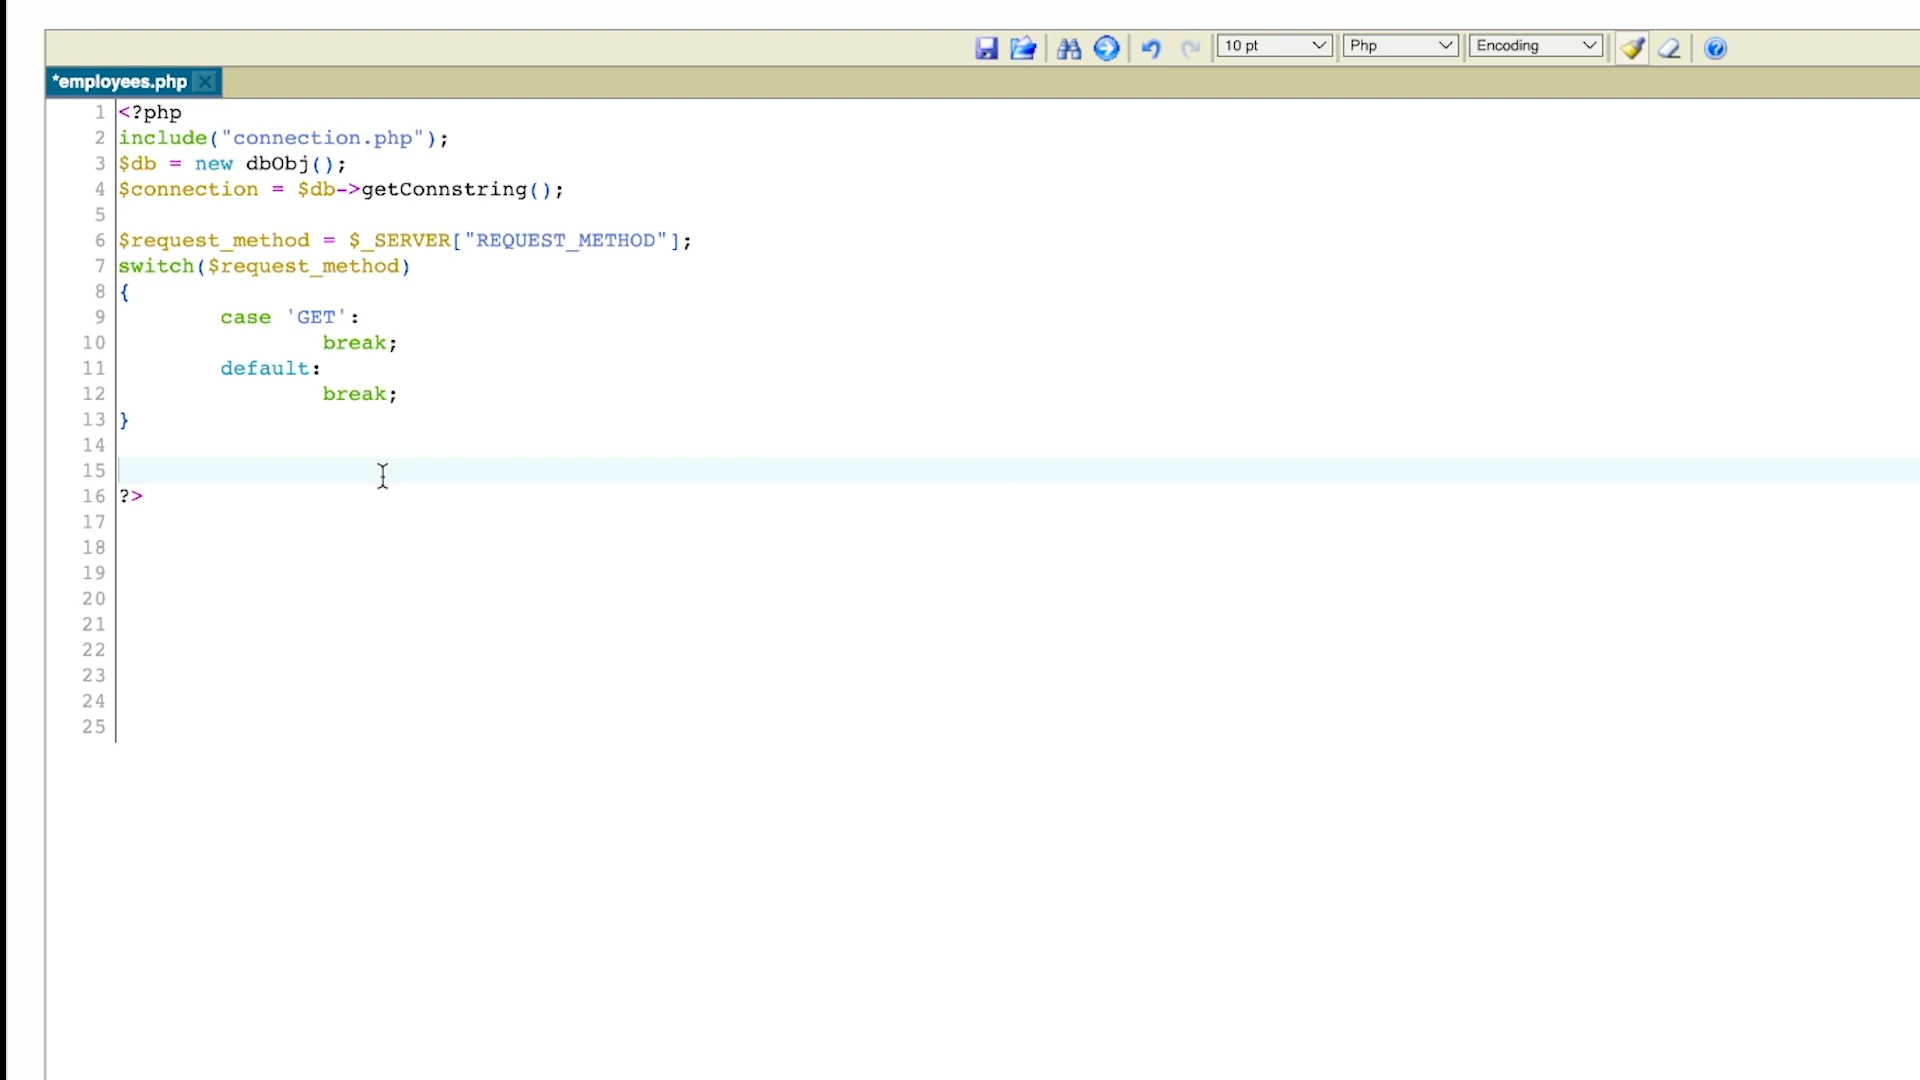 10 pt Php Encoding
*employees.php
1 <?php
2 include("connection.php");
3 $db = new dbObj();
4 $connection = $db->getConnstring();
5
6 $request_method = $_SERVER["REQUEST_METHOD"];
7 switch($request_method)
8 {
9 case 'GET':
10 break;
11 default:
12 break;
13 }
14
15
16 ?>
17
18
19
20
21
22
23
24
25